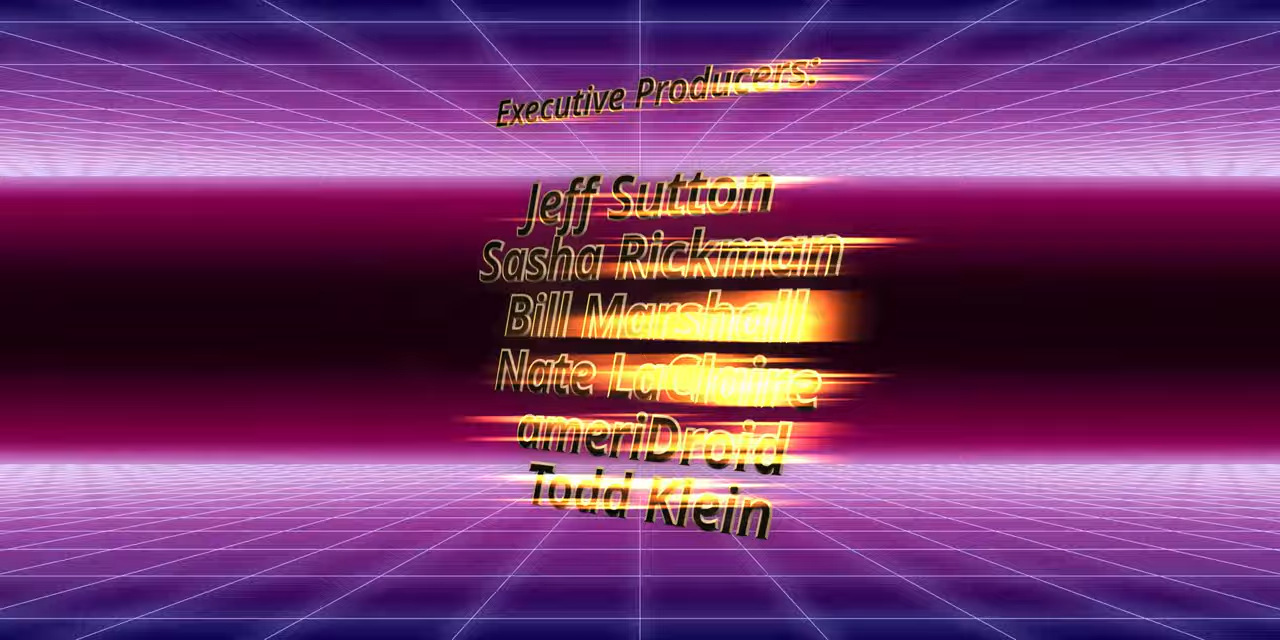 Executive Producers:
Jeff Sutton
Sasha Rickman
Bill Marshall
Nate LaClaire
ameriDroid
Todd Klein